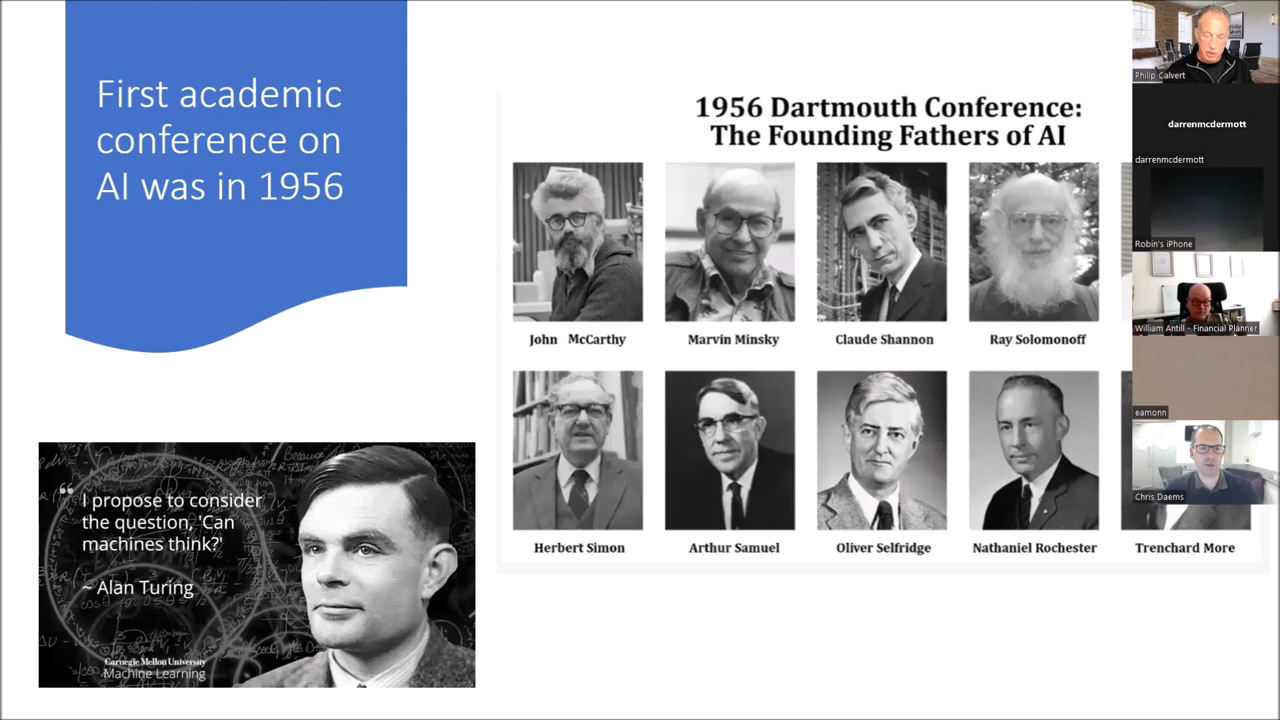 First academic
conference on
AI was in 1956
1956 Dartmouth Conference:
The Founding Fathers of AI
John McCarthy
Marvin Minsky
Claude Shannon
Ray Solomonoff
Herbert Simon
Arthur Samuel
Oliver Selfridge
Nathaniel Rochester
Trenchard More
“ I propose to consider
the question, 'Can
machines think?'
~ Alan Turing
Carnegie Mellon University
Machine Learning
Philip Calvert
darrenmcdermott
darrenmcdermott
Robin's iPhone
William Antill - Financial Planner
eamonn
Chris Daems